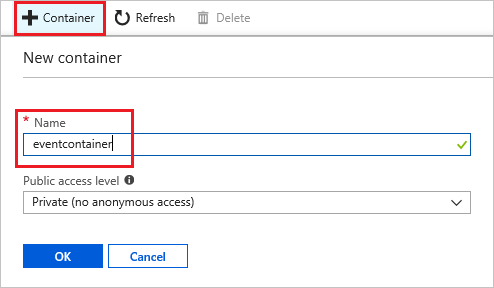 Container Refresh Delete
New container
* Name
eventcontainer
Public access level
Private (no anonymous access)
OK Cancel